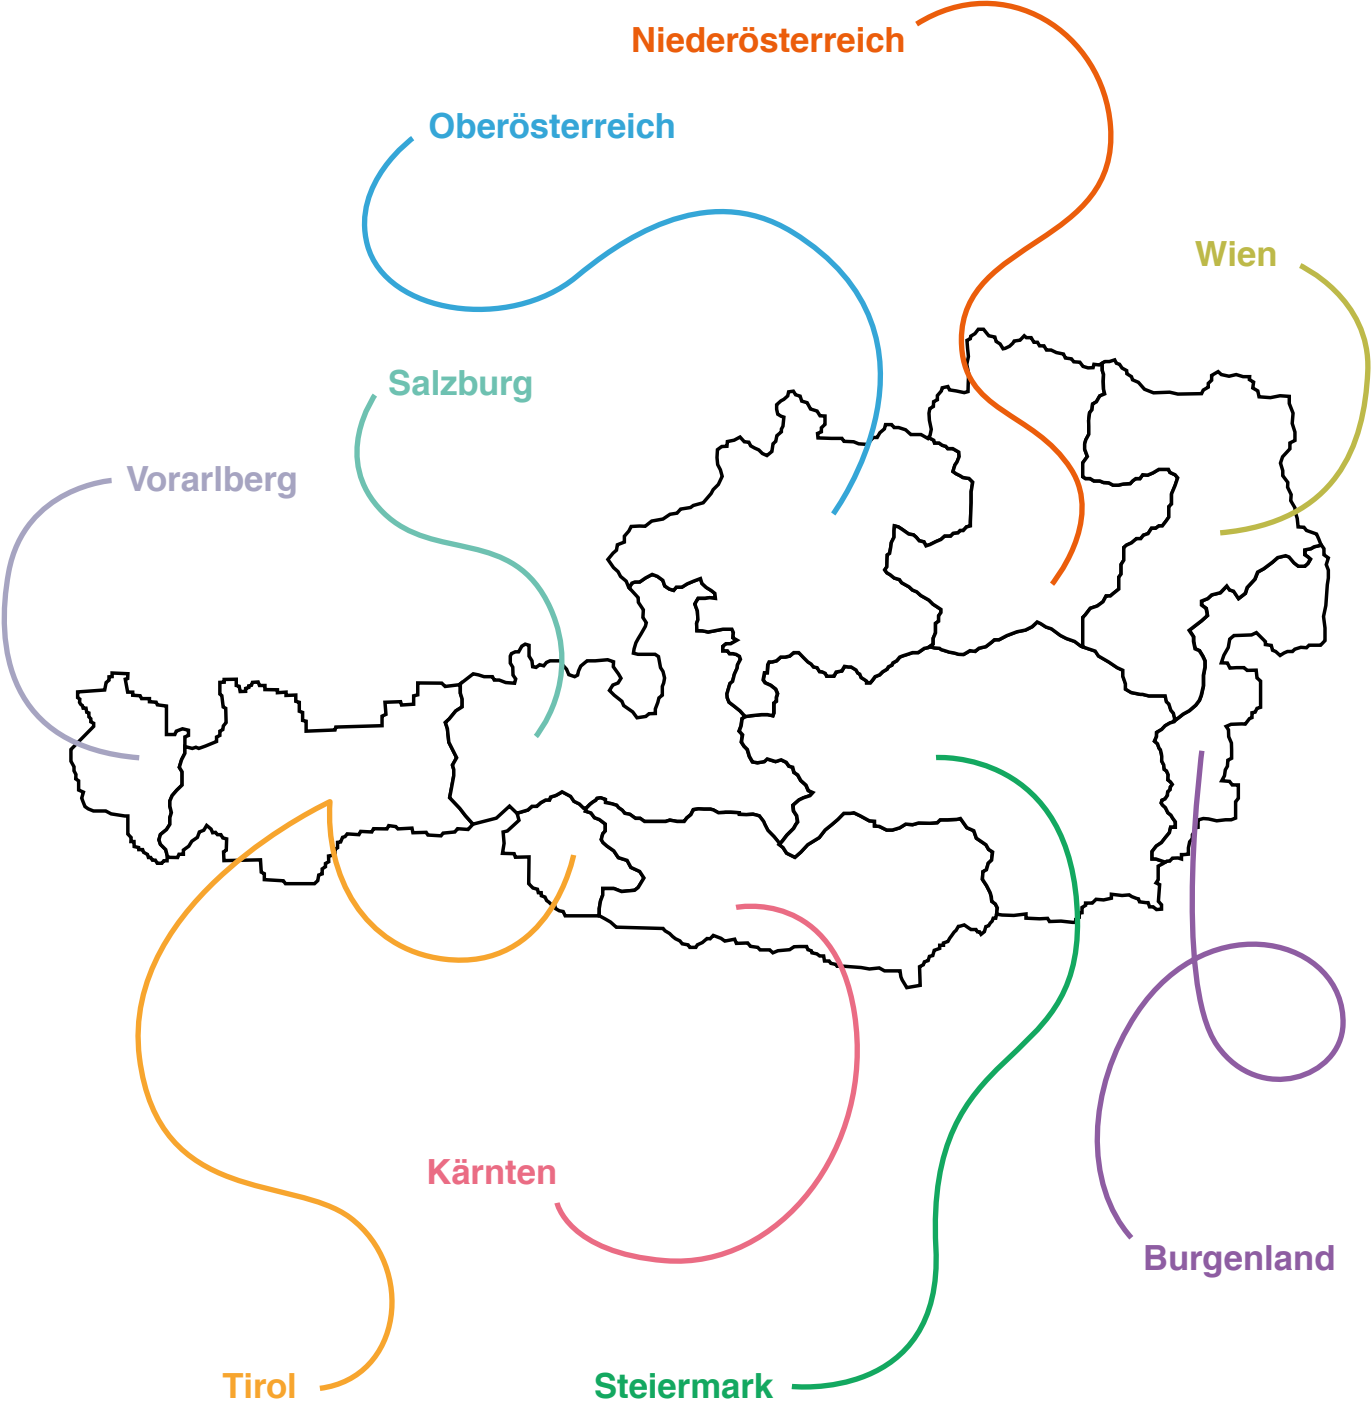 Niederösterreich
Oberösterreich
Wien
Salzburg
Vorarlberg
Kärnten
Burgenland
Tirol
Steiermark